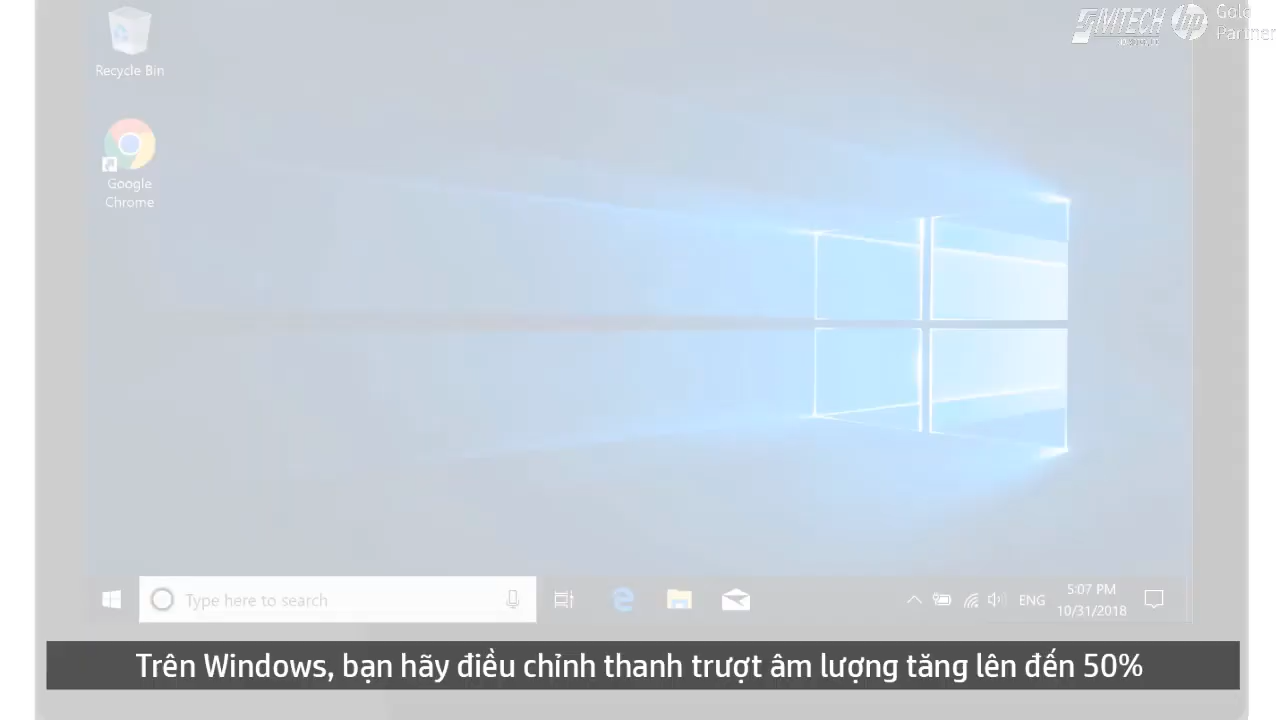 Recycle Bin
Google
Chrome
hp
Gold
Partner
Type here to search
ENG
5:07 PM
10/31/2018
Trên Windows, bạn hãy điều chỉnh thanh trượt âm lượng tăng lên đến 50%